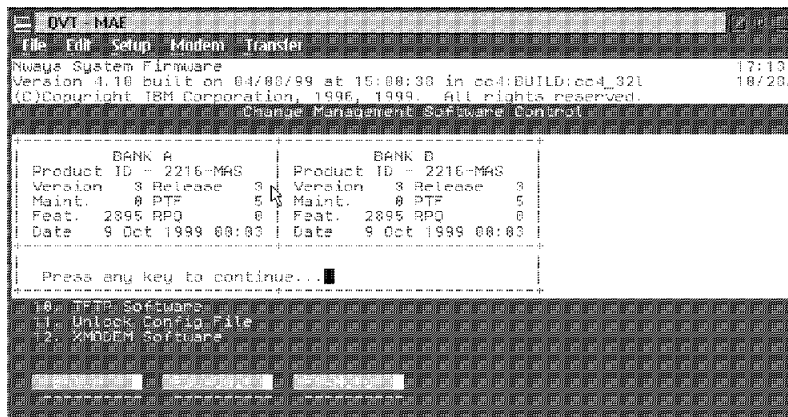 QVT - MAE
File Edit Setup Modem Transfer
Nways System Firmware 17:13
Version 4.10 built on 04/08/99 at 15:00:38 in cc4:BUILD:cc4_32l 10/28
(C)Copyright IBM Corporation, 1996, 1999. All rights reserved.
Change Management Software Control
BANK A BANK B
Product ID - 2216-MAS Product ID - 2216-MAS
Version 3 Release 3 Version 3 Release 3
Maint. 0 PTF 5 Maint. 0 PTF 5
Feat. 2895 RPQ 0 Feat. 2895 RPQ 0
Date 9 Oct 1999 00:03 Date 9 Oct 1999 00:03
Press any key to continue...
10. TFTP Software
11. Unlock Config File
12. XMODEM Software